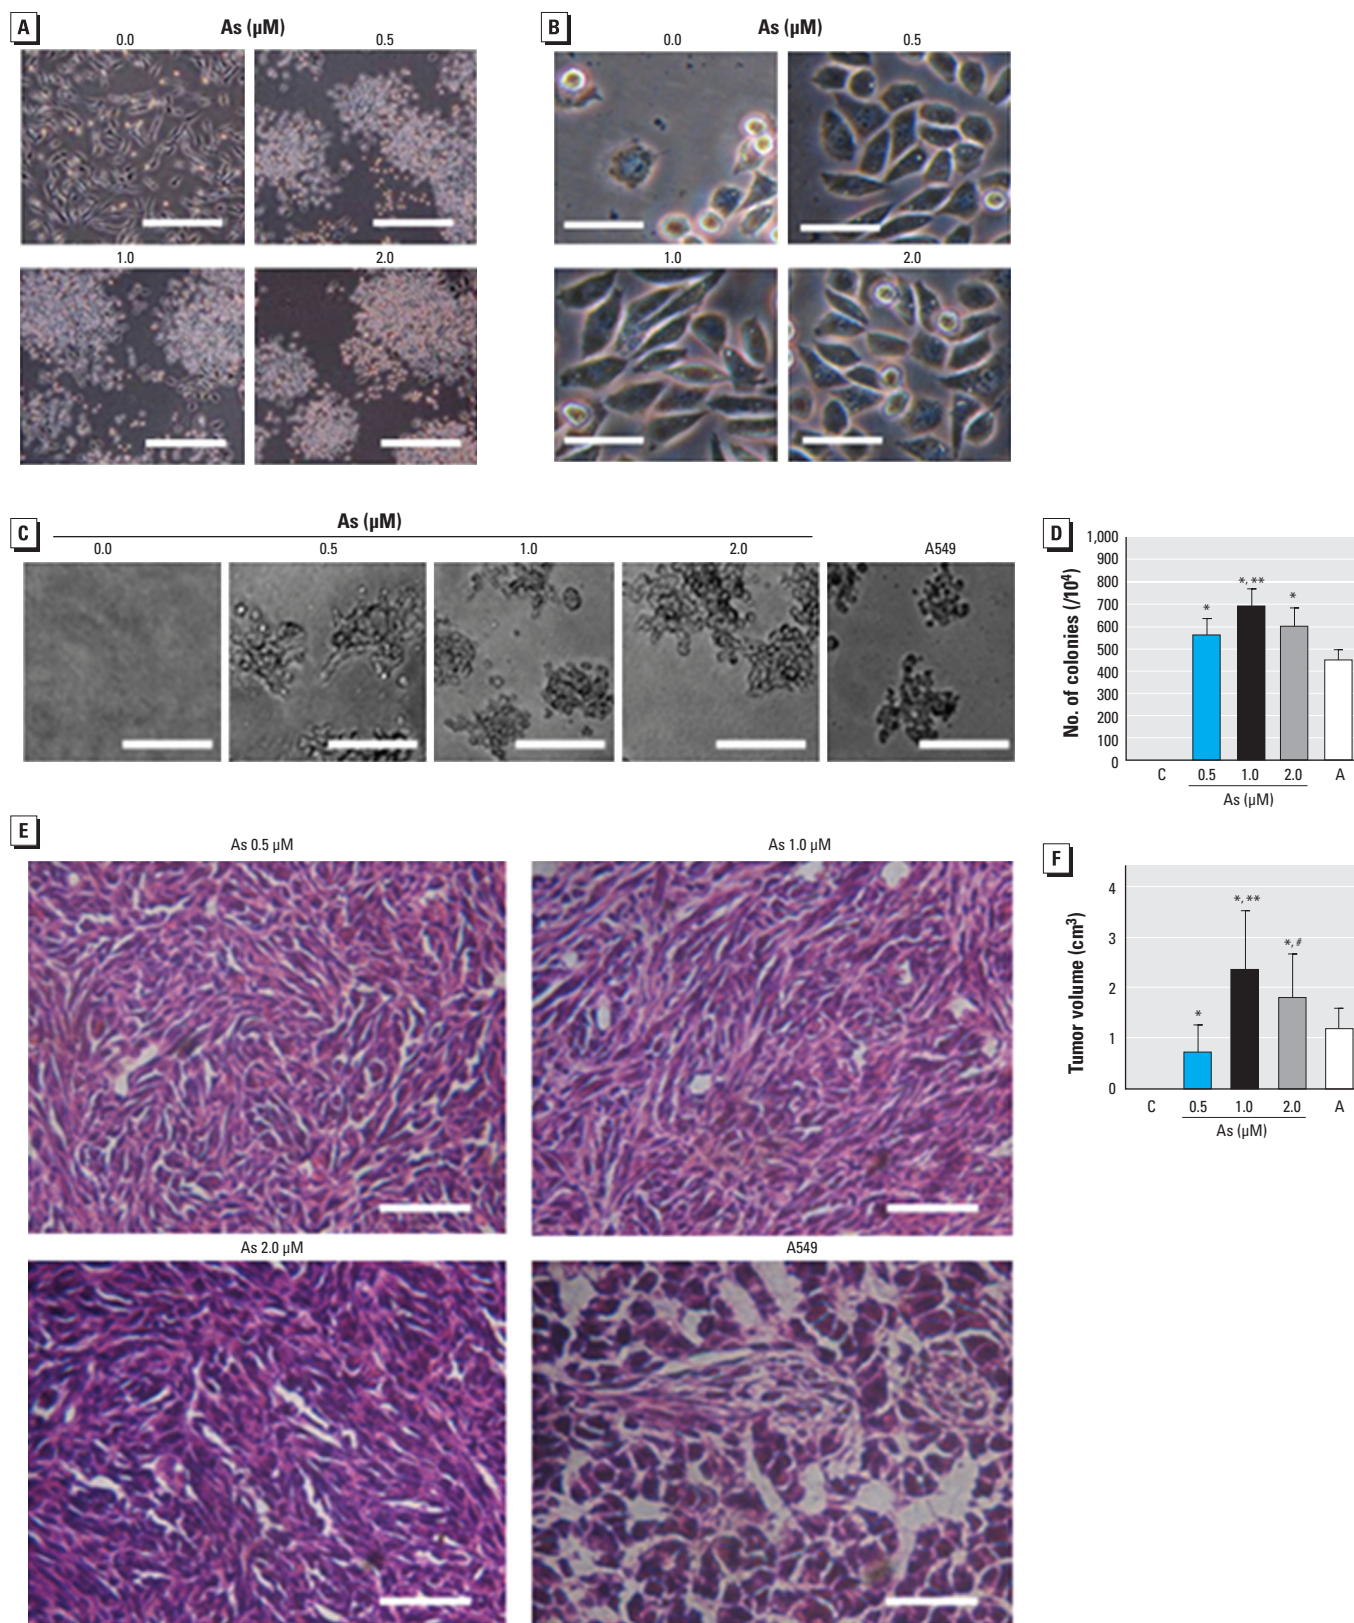 A
As (µM)
0.0
0.5
1.0
2.0
B
As (µM)
0.0
0.5
1.0
2.0
C
As (µM)
0.0
0.5
1.0
2.0
A549
D
No. of colonies (/10⁴)
1,000
900
800
700
600
500
400
300
200
100
0
*
*, **
*
C
0.5
1.0
2.0
A
As (µM)
E
As 0.5 µM
As 1.0 µM
As 2.0 µM
A549
F
Tumor volume (cm³)
4
3
2
1
0
*
*, **
*, #
C
0.5
1.0
2.0
A
As (µM)